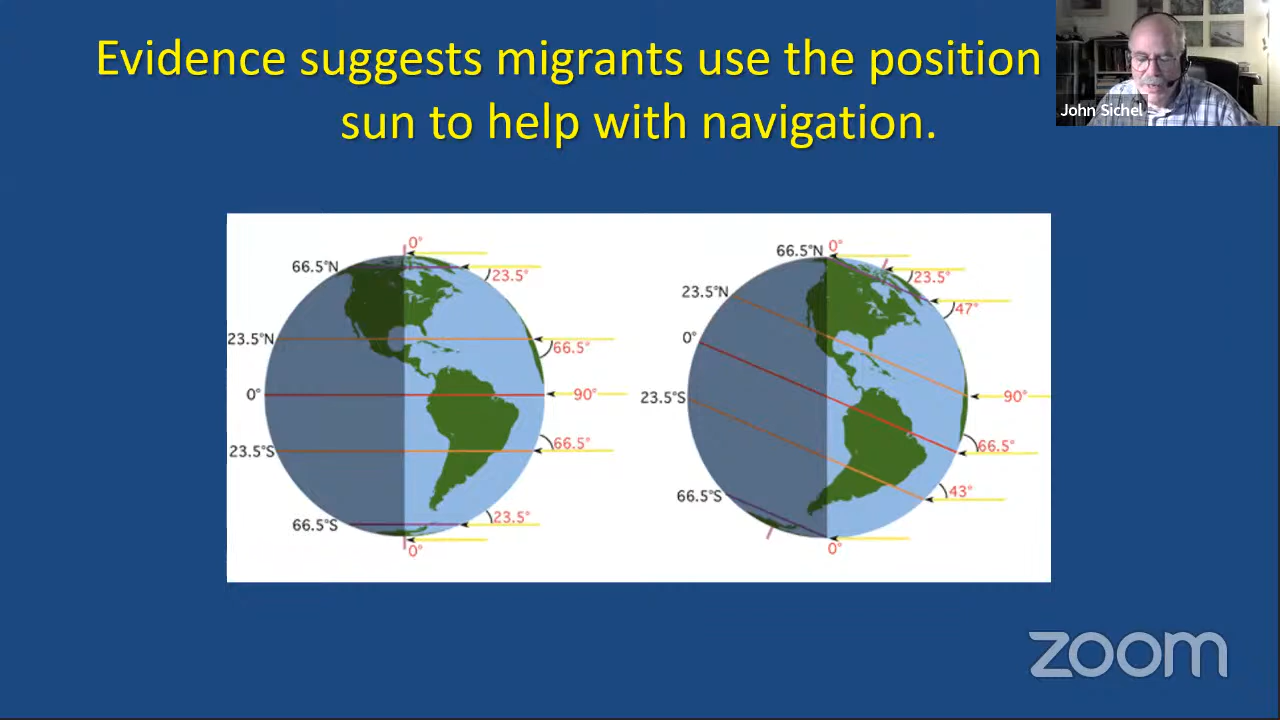 Evidence suggests migrants use the position
sun to help with navigation.
John Sichel
0°
66.5°N
23.5°
23.5°N
66.5°
0°
90°
23.5°S
66.5°
66.5°S
23.5°
0°
66.5°N
0°
23.5°
23.5°N
47°
0°
90°
23.5°S
66.5°
43°
66.5°S
0°
zoom